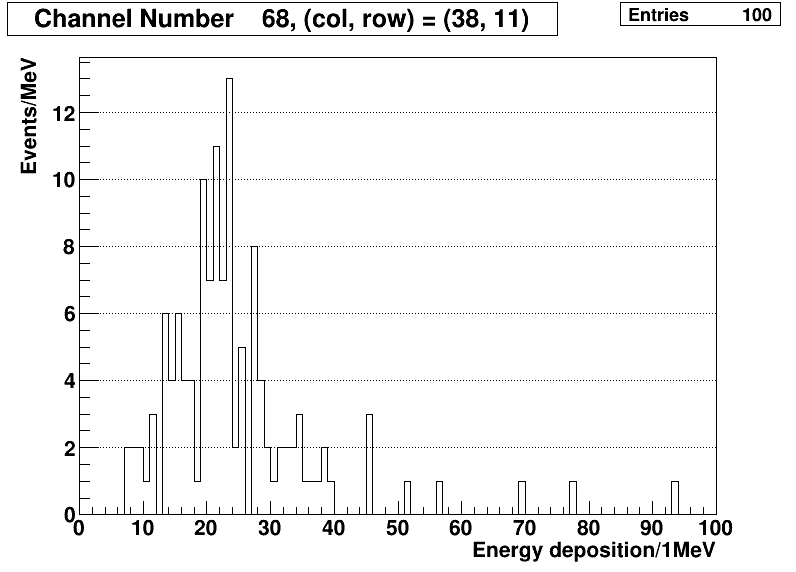 Channel Number 68, (col, row) = (38, 11)
Entries 100
Events/MeV
12
10
8
6
4
2
0
0 10 20 30 40 50 60 70 80 90 100
Energy deposition/1MeV